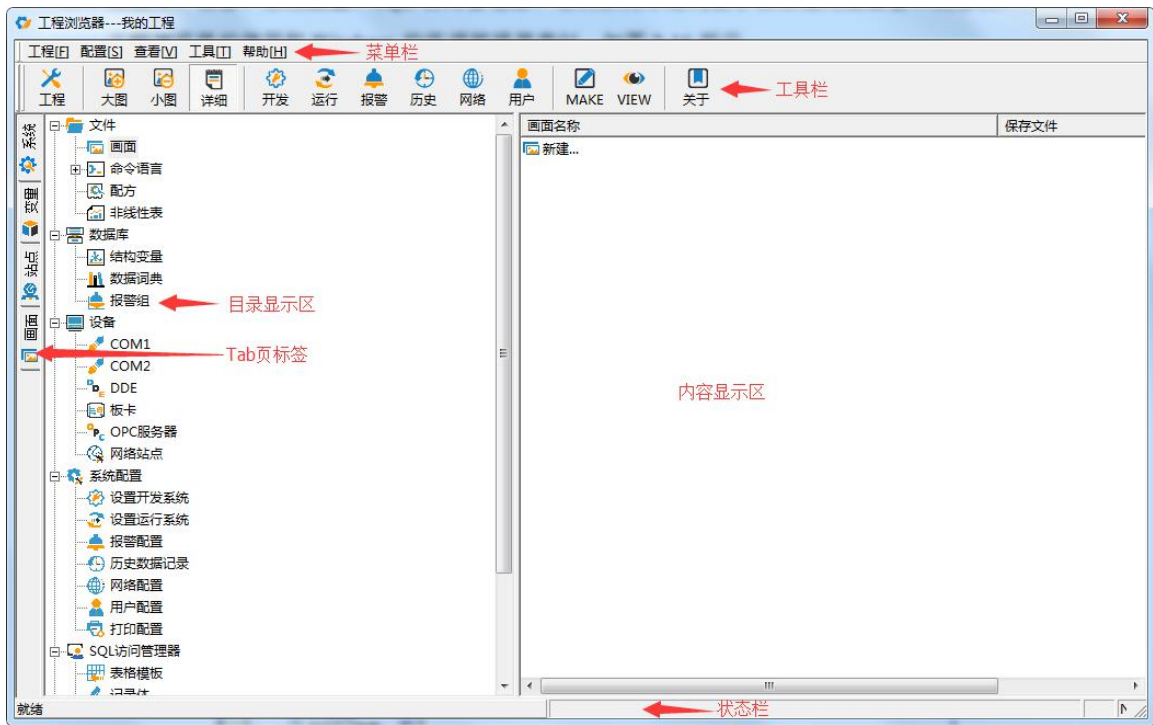 工程浏览器---我的工程
工程[F] 配置[S] 查看[V] 工具[T] 帮助[H] 菜单栏
工程 大图 小图 详细 开发 运行 报警 历史 网络 用户 MAKE VIEW 关于 工具栏
系统
变量
站点
画面
文件
画面
命令语言
配方
非线性表
数据库
结构变量
数据词典
报警组 目录显示区
设备
COM1
Tab页标签
COM2
DDE
板卡
OPC服务器
网络站点
系统配置
设置开发系统
设置运行系统
报警配置
历史数据记录
网络配置
用户配置
打印配置
SQL访问管理器
表格模板
记录体
画面名称 保存文件
新建...
内容显示区
就绪 状态栏